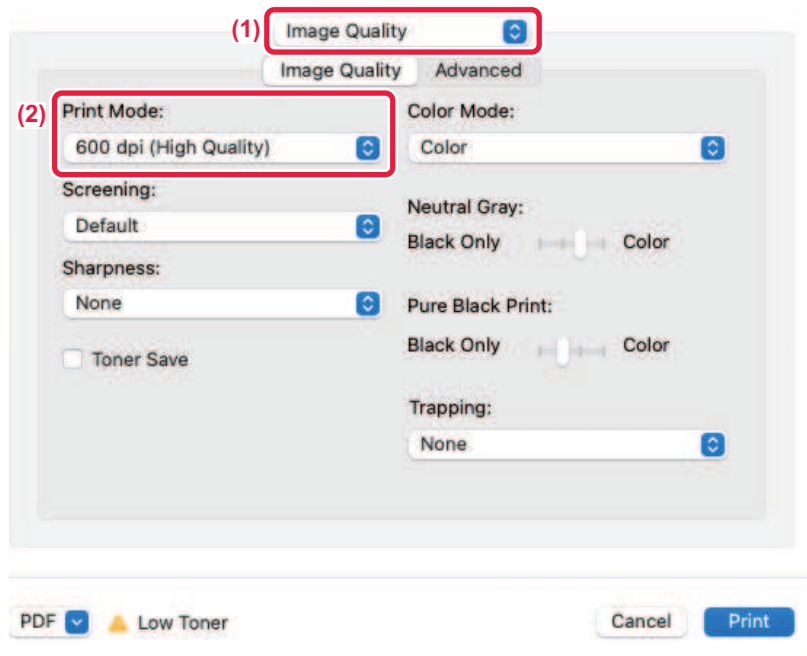 (1) Image Quality
Image Quality Advanced
(2) Print Mode:
600 dpi (High Quality)
Screening:
Default
Sharpness:
None
Toner Save
Color Mode:
Color
Neutral Gray:
Black Only Color
Pure Black Print:
Black Only Color
Trapping:
None
PDF Low Toner Cancel Print